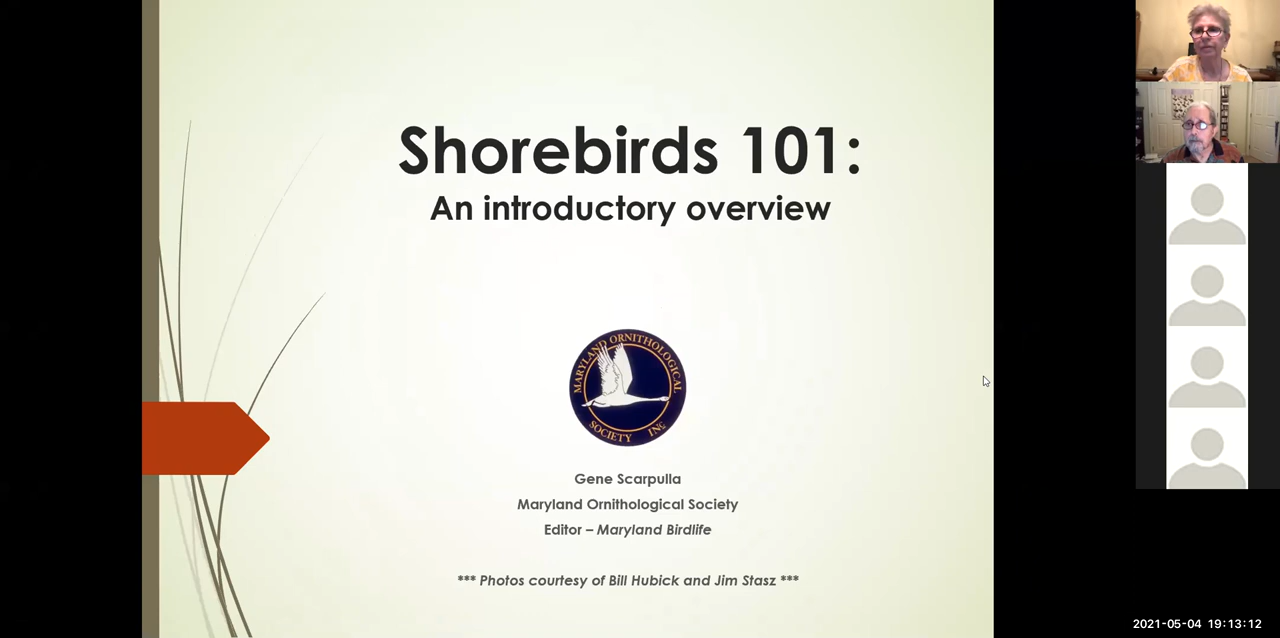 Shorebirds 101:
An introductory overview
MARYLAND ORNITHOLOGICAL
SOCIETY INC
Gene Scarpulla
Maryland Ornithological Society
Editor – Maryland Birdlife
*** Photos courtesy of Bill Hubick and Jim Stasz ***
2021-05-04 19:13:12